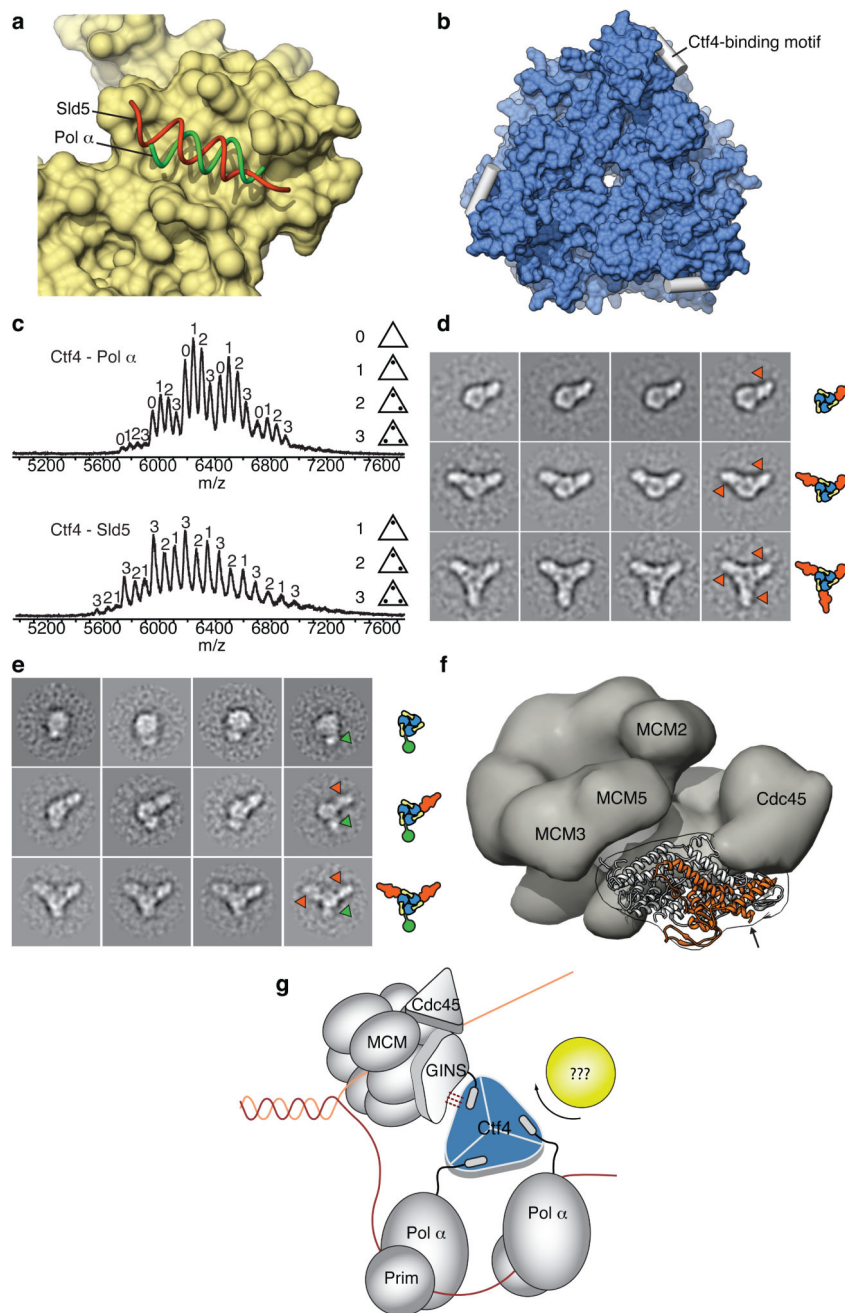 a
Sld5
Pol α
b
Ctf4-binding motif
c
Ctf4 - Pol α
0 1 2 3 0 1 2 3 0 1 2 3 0 1 2 3 0 1 2 3
0
1
2
3
5200 5600 6000 6400 6800 7200 7600
m/z
Ctf4 - Sld5
3 2 1 3 2 1 3 2 1 3 2 1 3 2 1 3 2 1 3
1
2
3
5200 5600 6000 6400 6800 7200 7600
m/z
d
e
f
MCM2
MCM5
MCM3
Cdc45
g
Cdc45
MCM
GINS
???
Ctf4
Pol α
Pol α
Prim